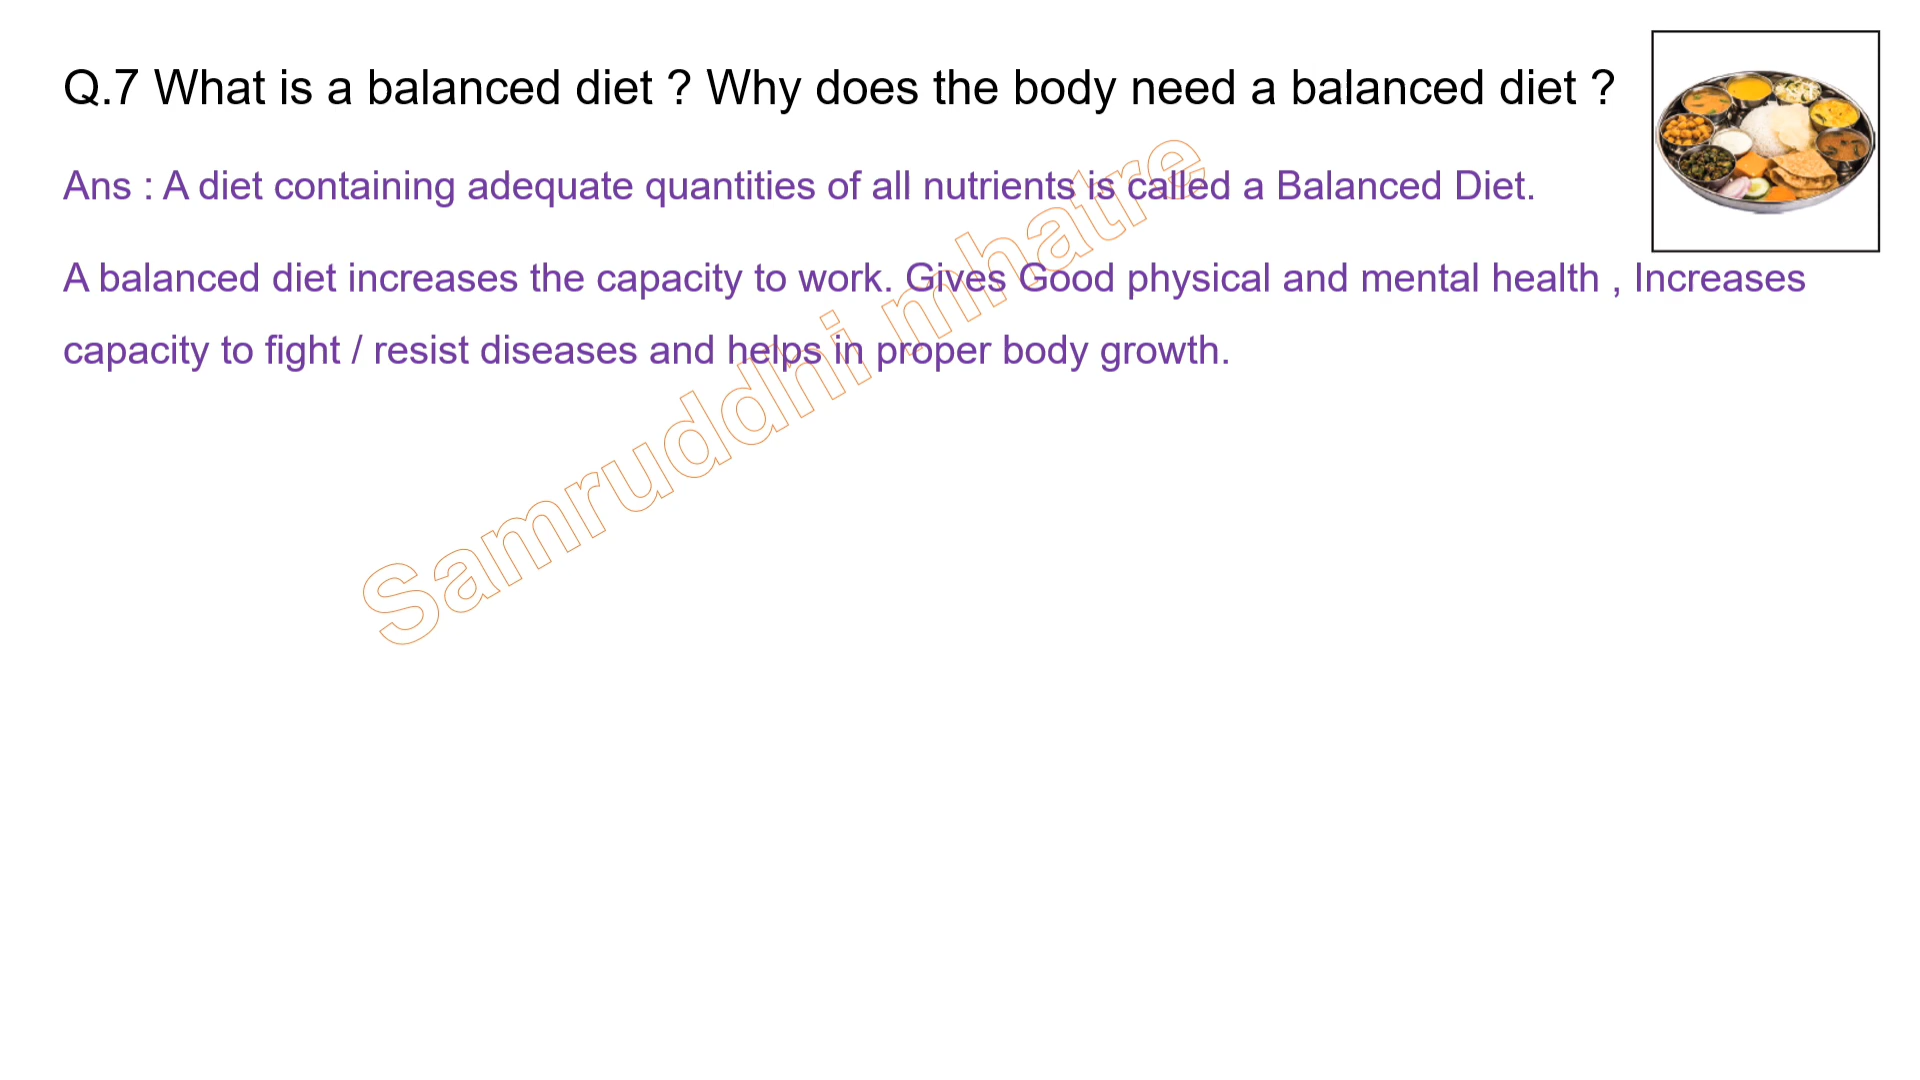 Q.7 What is a balanced diet ? Why does the body need a balanced diet ?
Ans : A diet containing adequate quantities of all nutrients is called a Balanced Diet.
A balanced diet increases the capacity to work. Gives Good physical and mental health , Increases
capacity to fight / resist diseases and helps in proper body growth.
Samruddhi mhatre